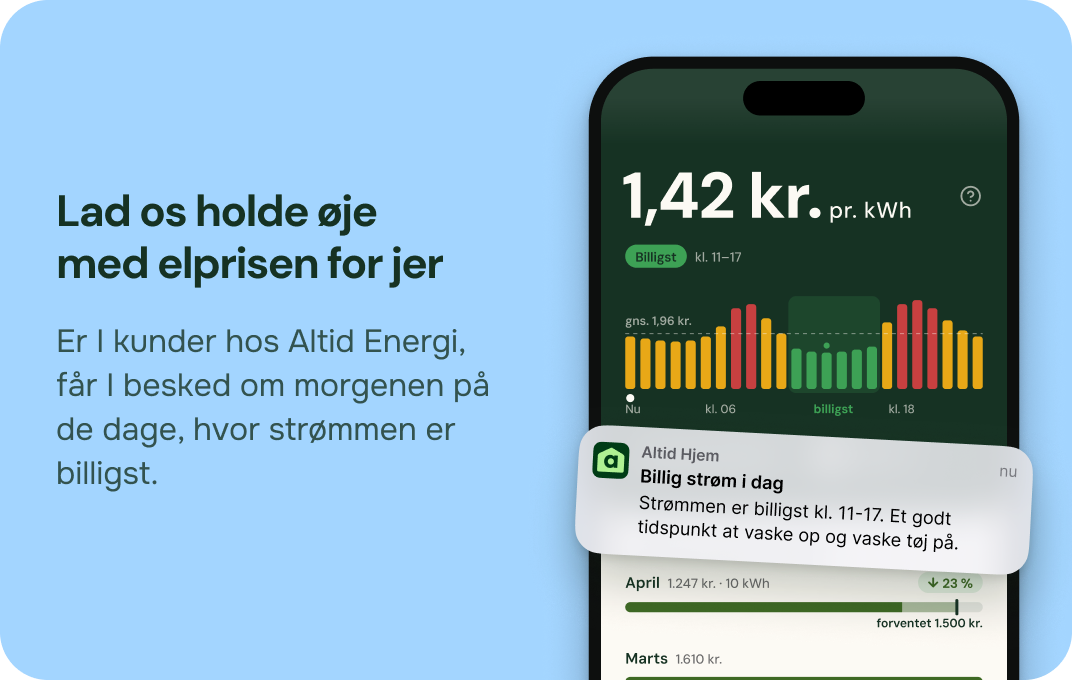 Lad os holde øje
med elprisen for jer
Er I kunder hos Altid Energi,
får I besked om morgenen på
de dage, hvor strømmen er
billigst.
1,42 kr. pr. kWh
?
Billigst kl. 11–17
gns. 1,96 kr.
Nu kl. 06 billigst kl. 18
a
Altid Hjem
nu
Billig strøm i dag
Strømmen er billigst kl. 11-17. Et godt
tidspunkt at vaske op og vaske tøj på.
April 1.247 kr. · 10 kWh ↓ 23 %
forventet 1.500 kr.
Marts 1.610 kr.